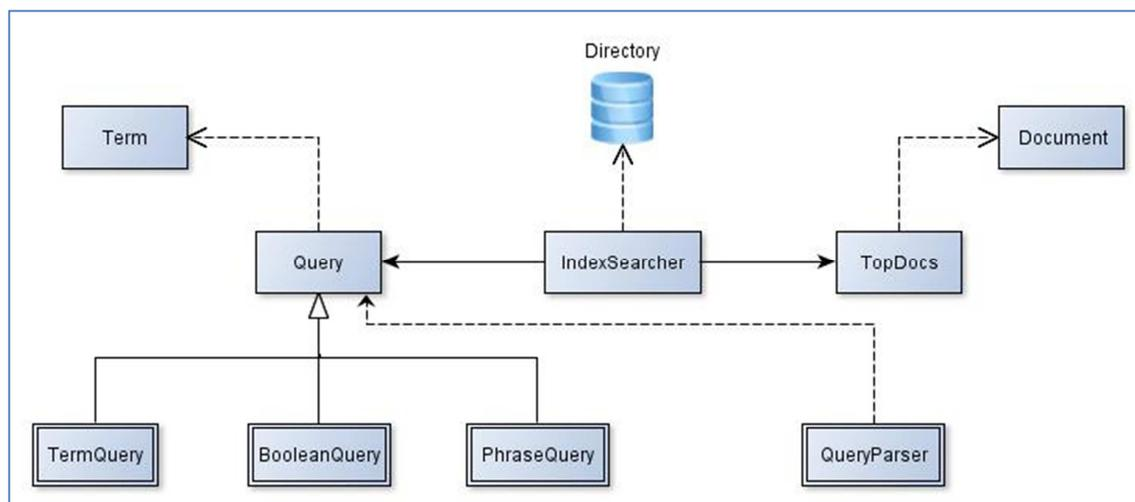 Directory
Term
Document
Query
IndexSearcher
TopDocs
TermQuery
BooleanQuery
PhraseQuery
QueryParser